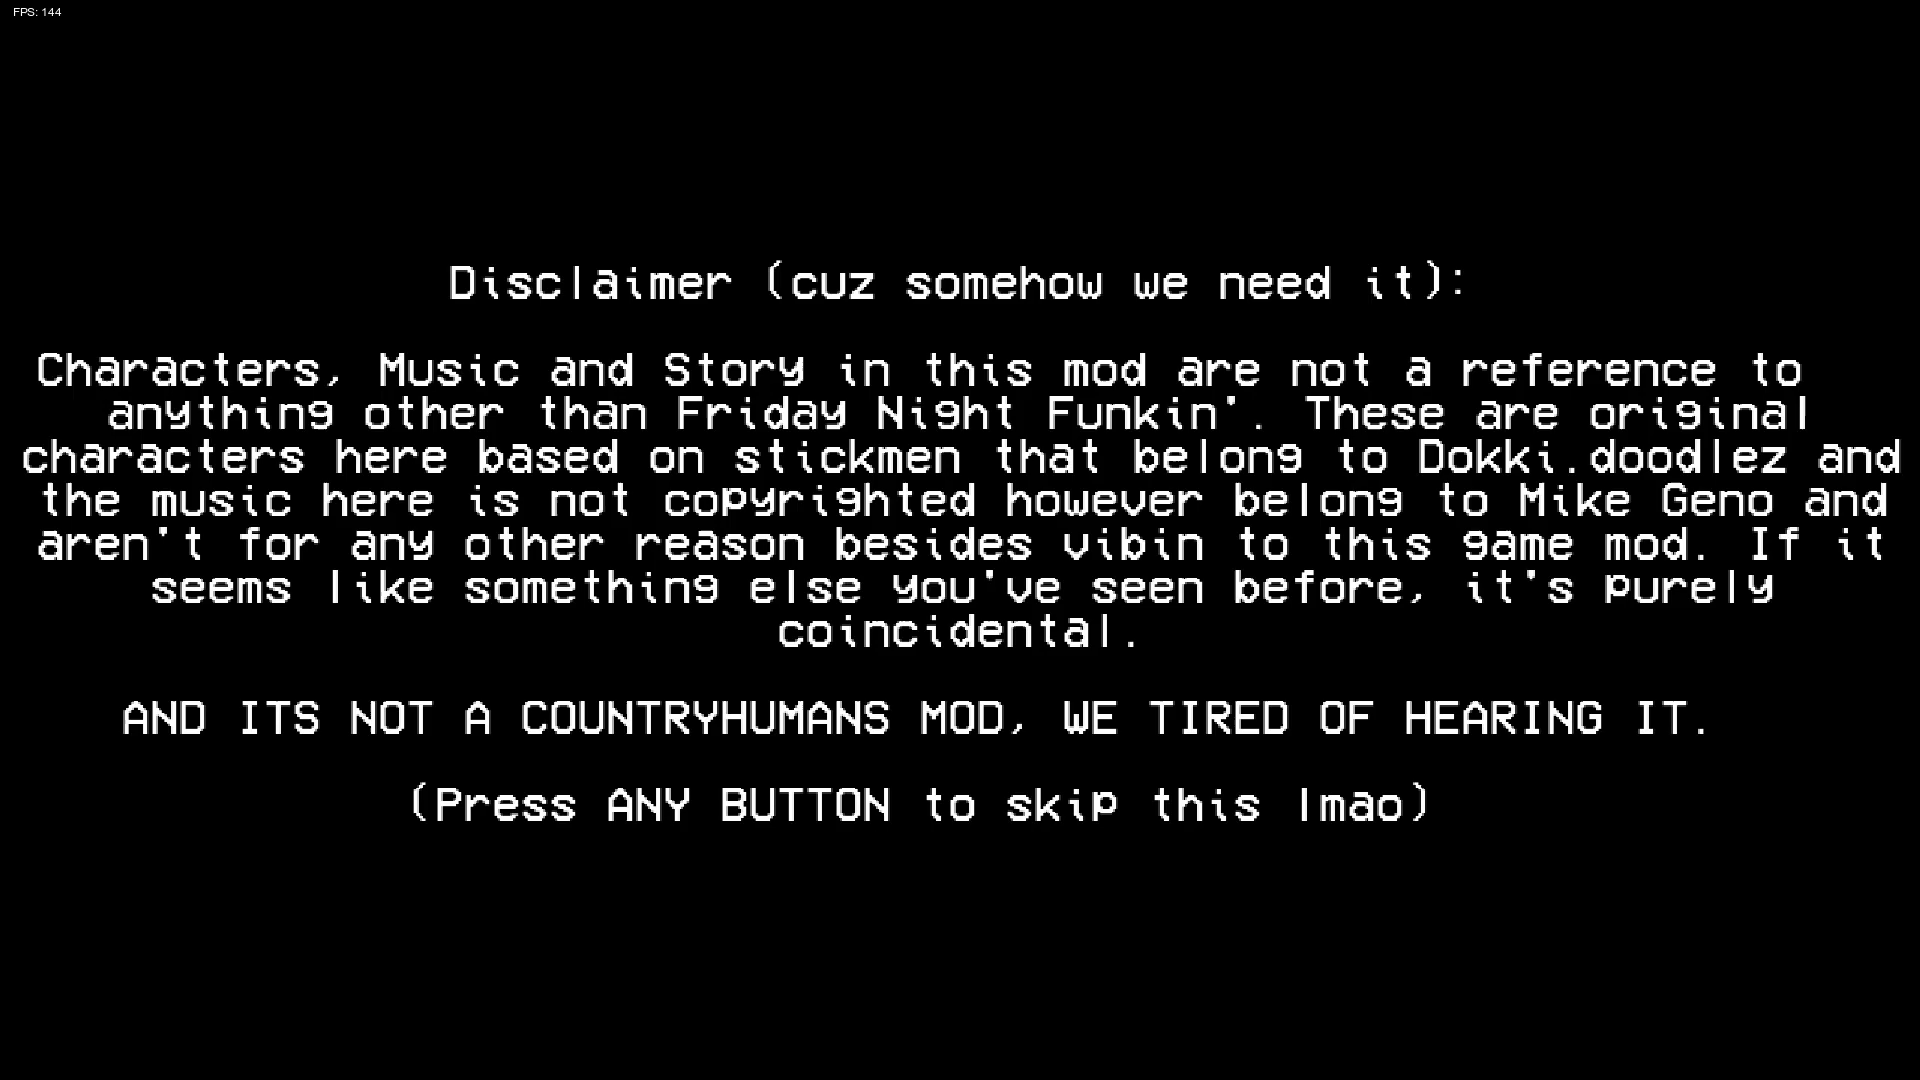 FPS: 144
Disclaimer (cuz somehow we need it):
Characters, Music and Story in this mod are not a reference to
anything other than Friday Night Funkin'. These are original
characters here based on stickmen that belong to Dokki.doodlez and
the music here is not copyrighted however belong to Mike Geno and
aren't for any other reason besides vibin to this game mod. If it
seems like something else you've seen before, it's purely
coincidental.
AND ITS NOT A COUNTRYHUMANS MOD, WE TIRED OF HEARING IT.
(Press ANY BUTTON to skip this lmao)